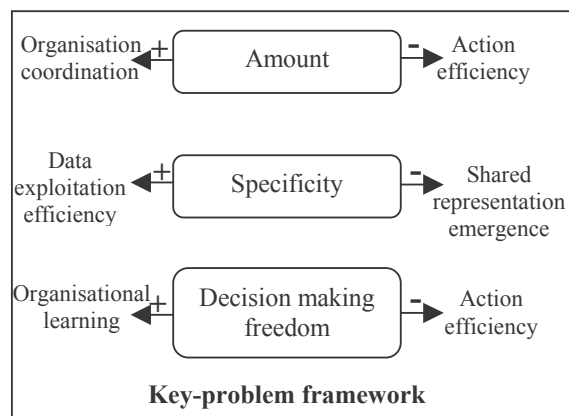 Organisation
coordination
+
Amount
-
Action
efficiency
Data
exploitation
efficiency
+
Specificity
-
Shared
representation
emergence
Organisational
learning
+
Decision making
freedom
-
Action
efficiency
Key-problem framework